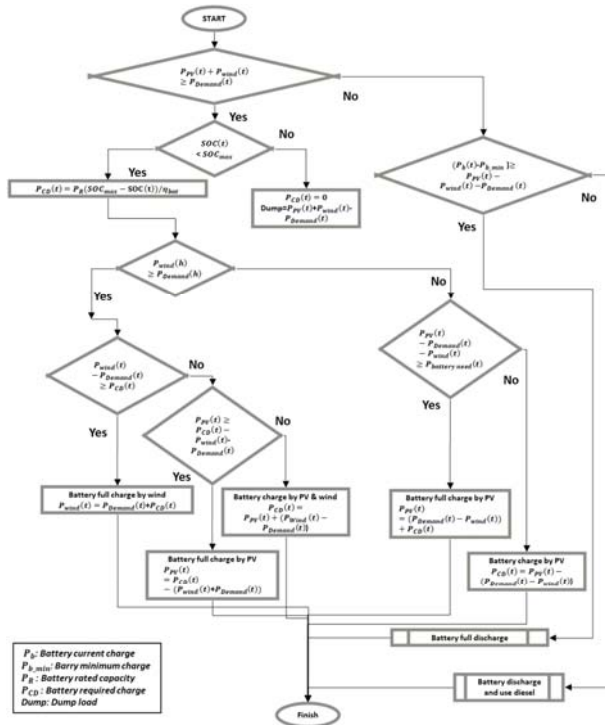 START
P_PV(t) + P_wind(t)
≥ P_Demand(t)
No
Yes
SOC(t)
< SOC_max
No
Yes
(P_b(t)-P_b_min ]≥
P_PV(t) −
P_wind(t) − P_Demand(t)
P_CD(t) = P_R(SOC_max − SOC(t))/η_bat
P_CD(t) = 0
Dump=P_PV(t)+P_wind(t)-
P_Demand(t)
Yes
No
P_wind(h)
≥ P_Demand(h)
Yes
No
P_PV(t)
− P_Demand(t)
− P_wind(t)
≥ P_battery need(t)
P_wind(t)
− P_Demand(t)
≥ P_CD(t)
No
No
P_PV(t) ≥
P_CD(t) −
P_wind(t)-
P_Demand(t)
No
Yes
Yes
Yes
Battery full charge by wind
P_wind(t) = P_Demand(t)+P_CD(t)
Battery charge by PV & wind
P_CD(t) =
P_PV(t) + (P_Wind(t) −
P_Demand(t))
Battery full charge by PV
P_PV(t)
= (P_Demand(t) − P_wind(t))
+ P_CD(t)
Battery full charge by PV
P_PV(t)
= P_CD(t)
− (P_wind(t)+P_Demand(t))
Battery charge by PV
P_CD(t) = P_PV(t) −
(P_Demand(t) − P_wind(t))
Battery full discharge
P_b: Battery current charge
P_b_min: Barry minimum charge
P_R : Battery rated capacity
P_CD : Battery required charge
Dump: Dump load
Battery discharge
and use diesel
Finish